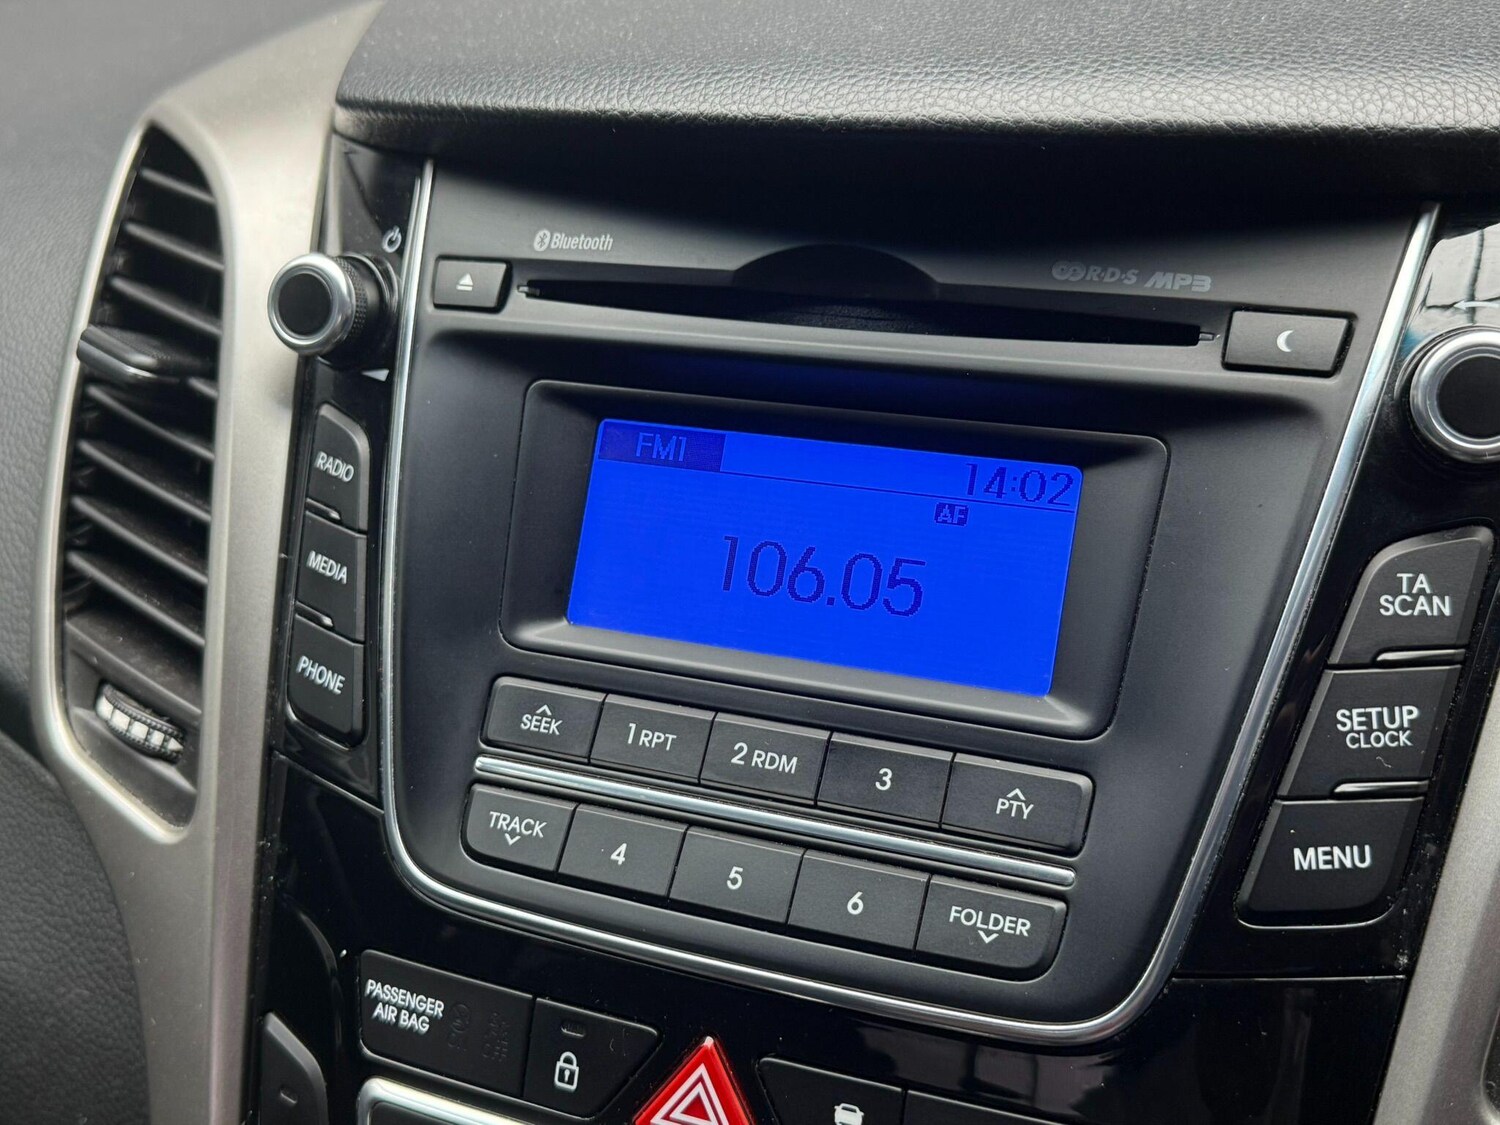 Bluetooth
R·D·S MP3
FM1
14:02
AF
106.05
RADIO
MEDIA
PHONE
TA
SCAN
SETUP
CLOCK
MENU
SEEK
1 RPT
2 RDM
3
PTY
TRACK
4
5
6
FOLDER
PASSENGER
AIR BAG